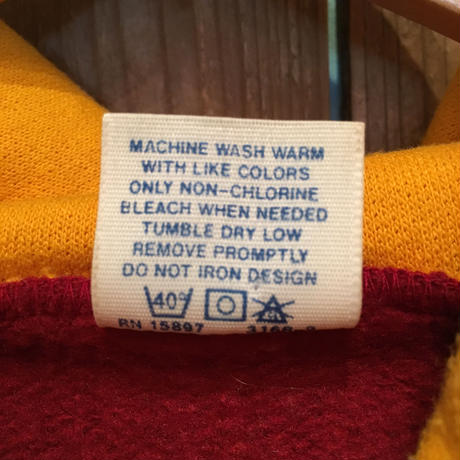 MACHINE WASH WARM
WITH LIKE COLORS
ONLY NON-CHLORINE
BLEACH WHEN NEEDED
TUMBLE DRY LOW
REMOVE PROMPTLY
DO NOT IRON DESIGN
40°
RN 15897